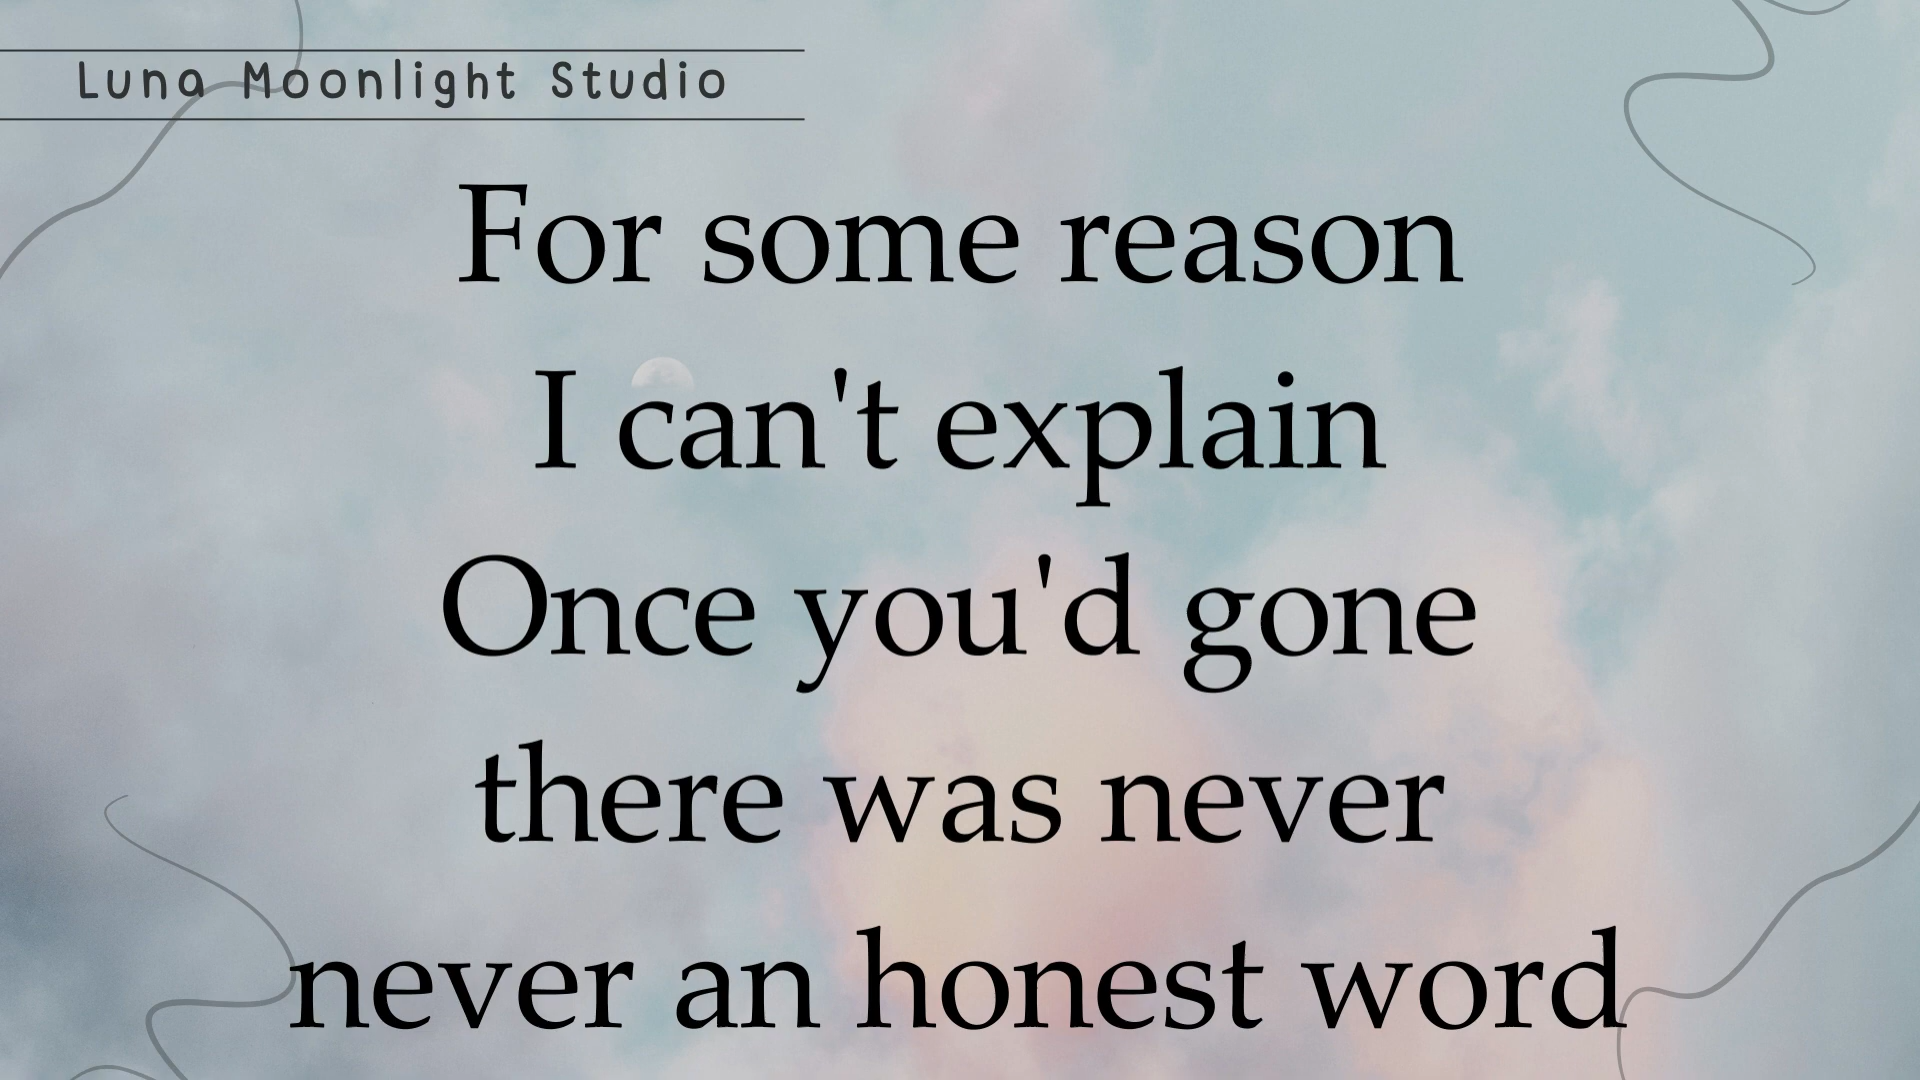 Luna Moonlight Studio
For some reason
I can't explain
Once you'd gone
there was never
never an honest word